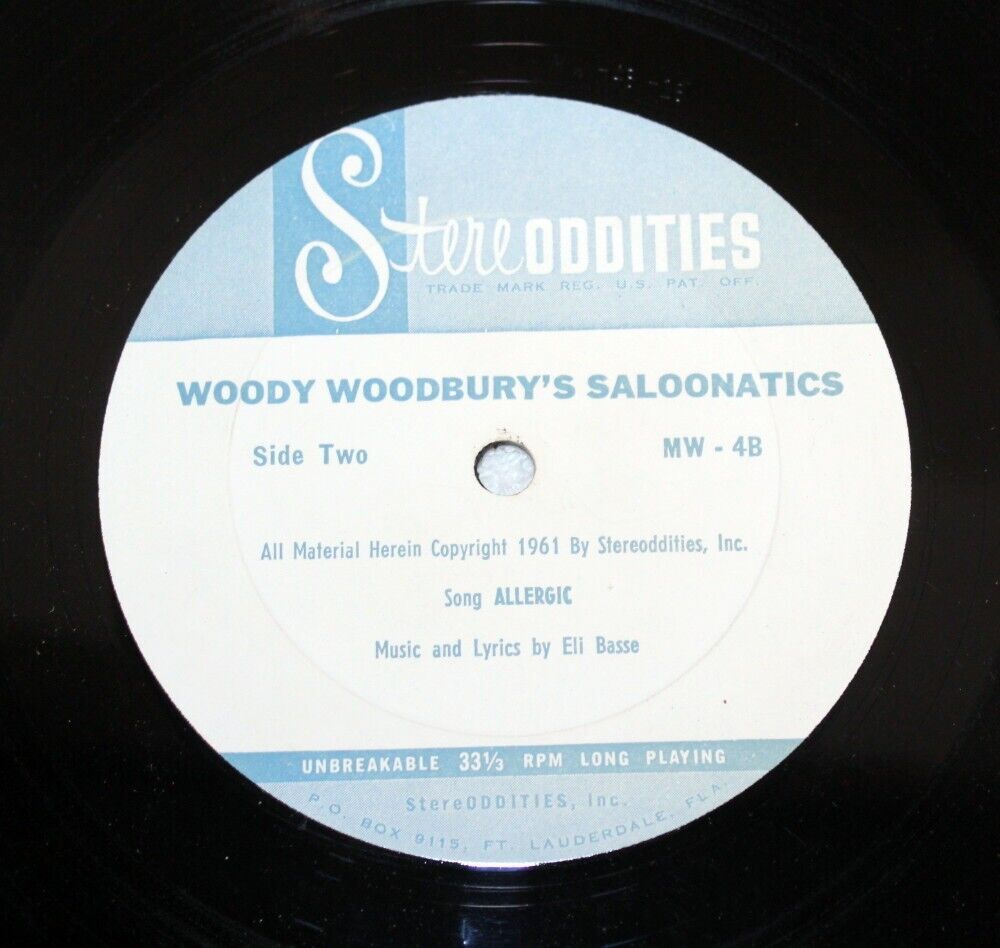 StereODDITIES
TRADE MARK REG. U.S. PAT. OFF.
WOODY WOODBURY'S SALOONATICS
Side Two MW - 4B
All Material Herein Copyright 1961 By Stereoddities, Inc.
Song ALLERGIC
Music and Lyrics by Eli Basse
UNBREAKABLE 33⅓ RPM LONG PLAYING
StereODDITIES, Inc.
P.O. BOX 9115, FT. LAUDERDALE, FLA.